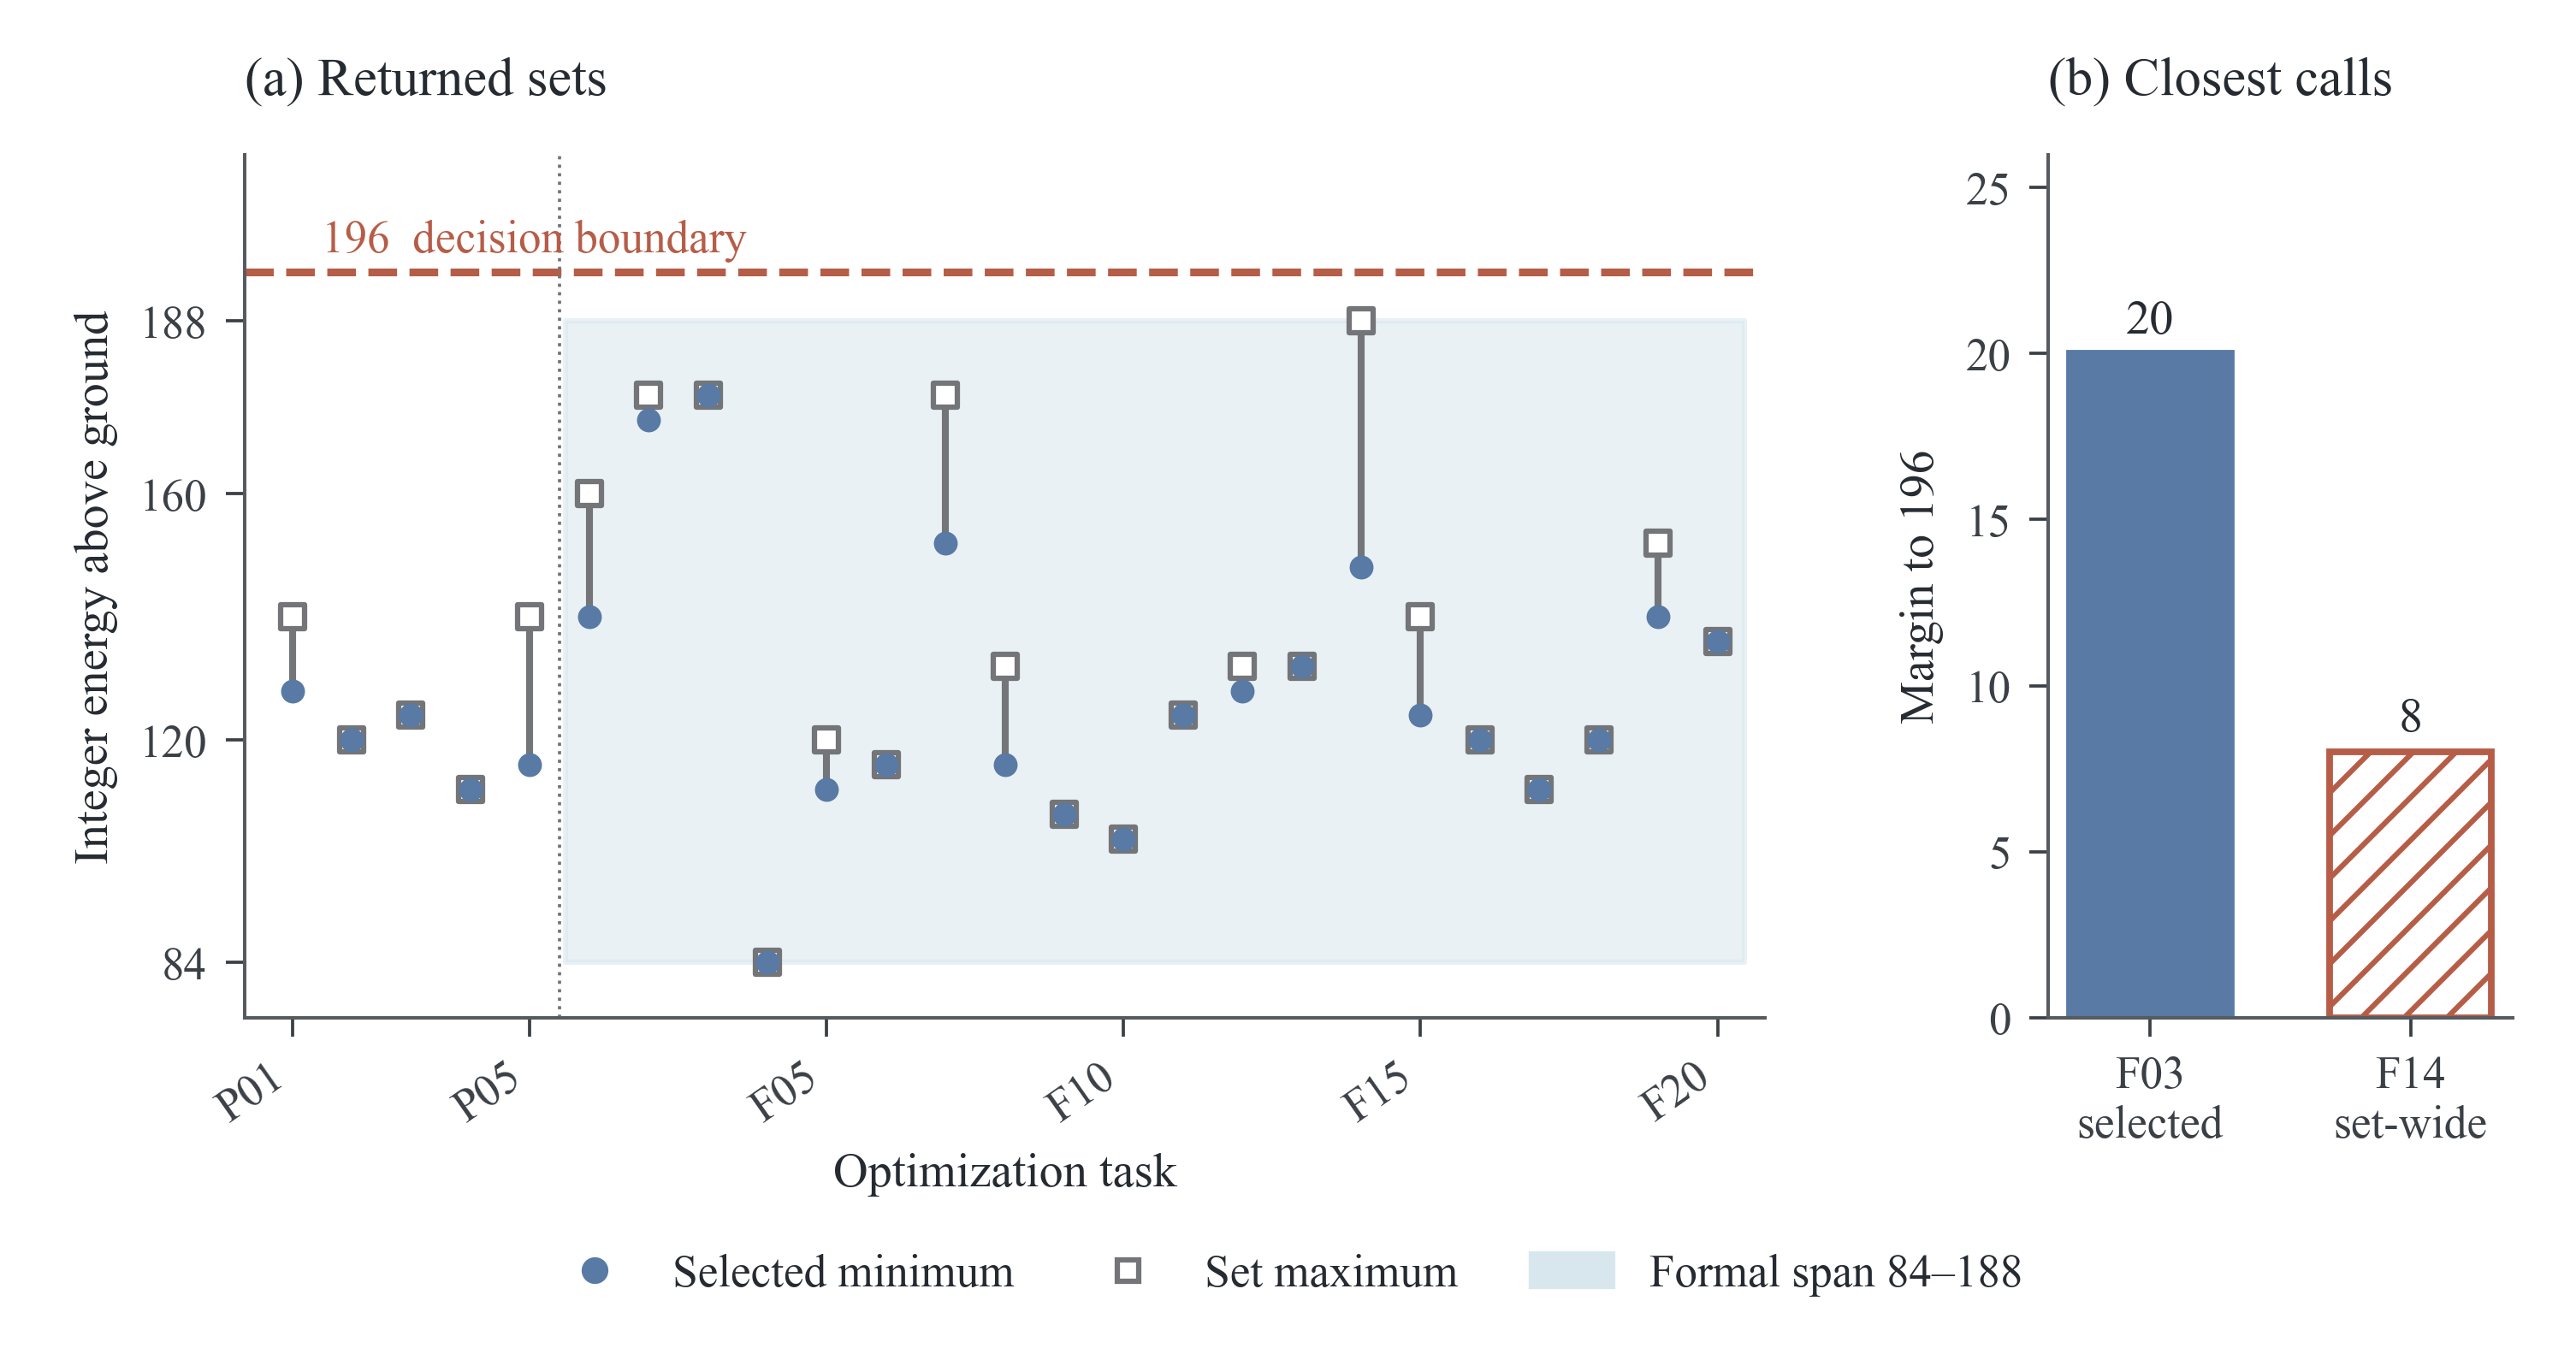 (a) Returned sets
196 decision boundary
Integer energy above ground
188
160
120
84
P01
P05
F05
F10
F15
F20
Optimization task
(b) Closest calls
Margin to 196
25
20
15
10
5
0
20
8
F03
selected
F14
set-wide
Selected minimum
Set maximum
Formal span 84–188